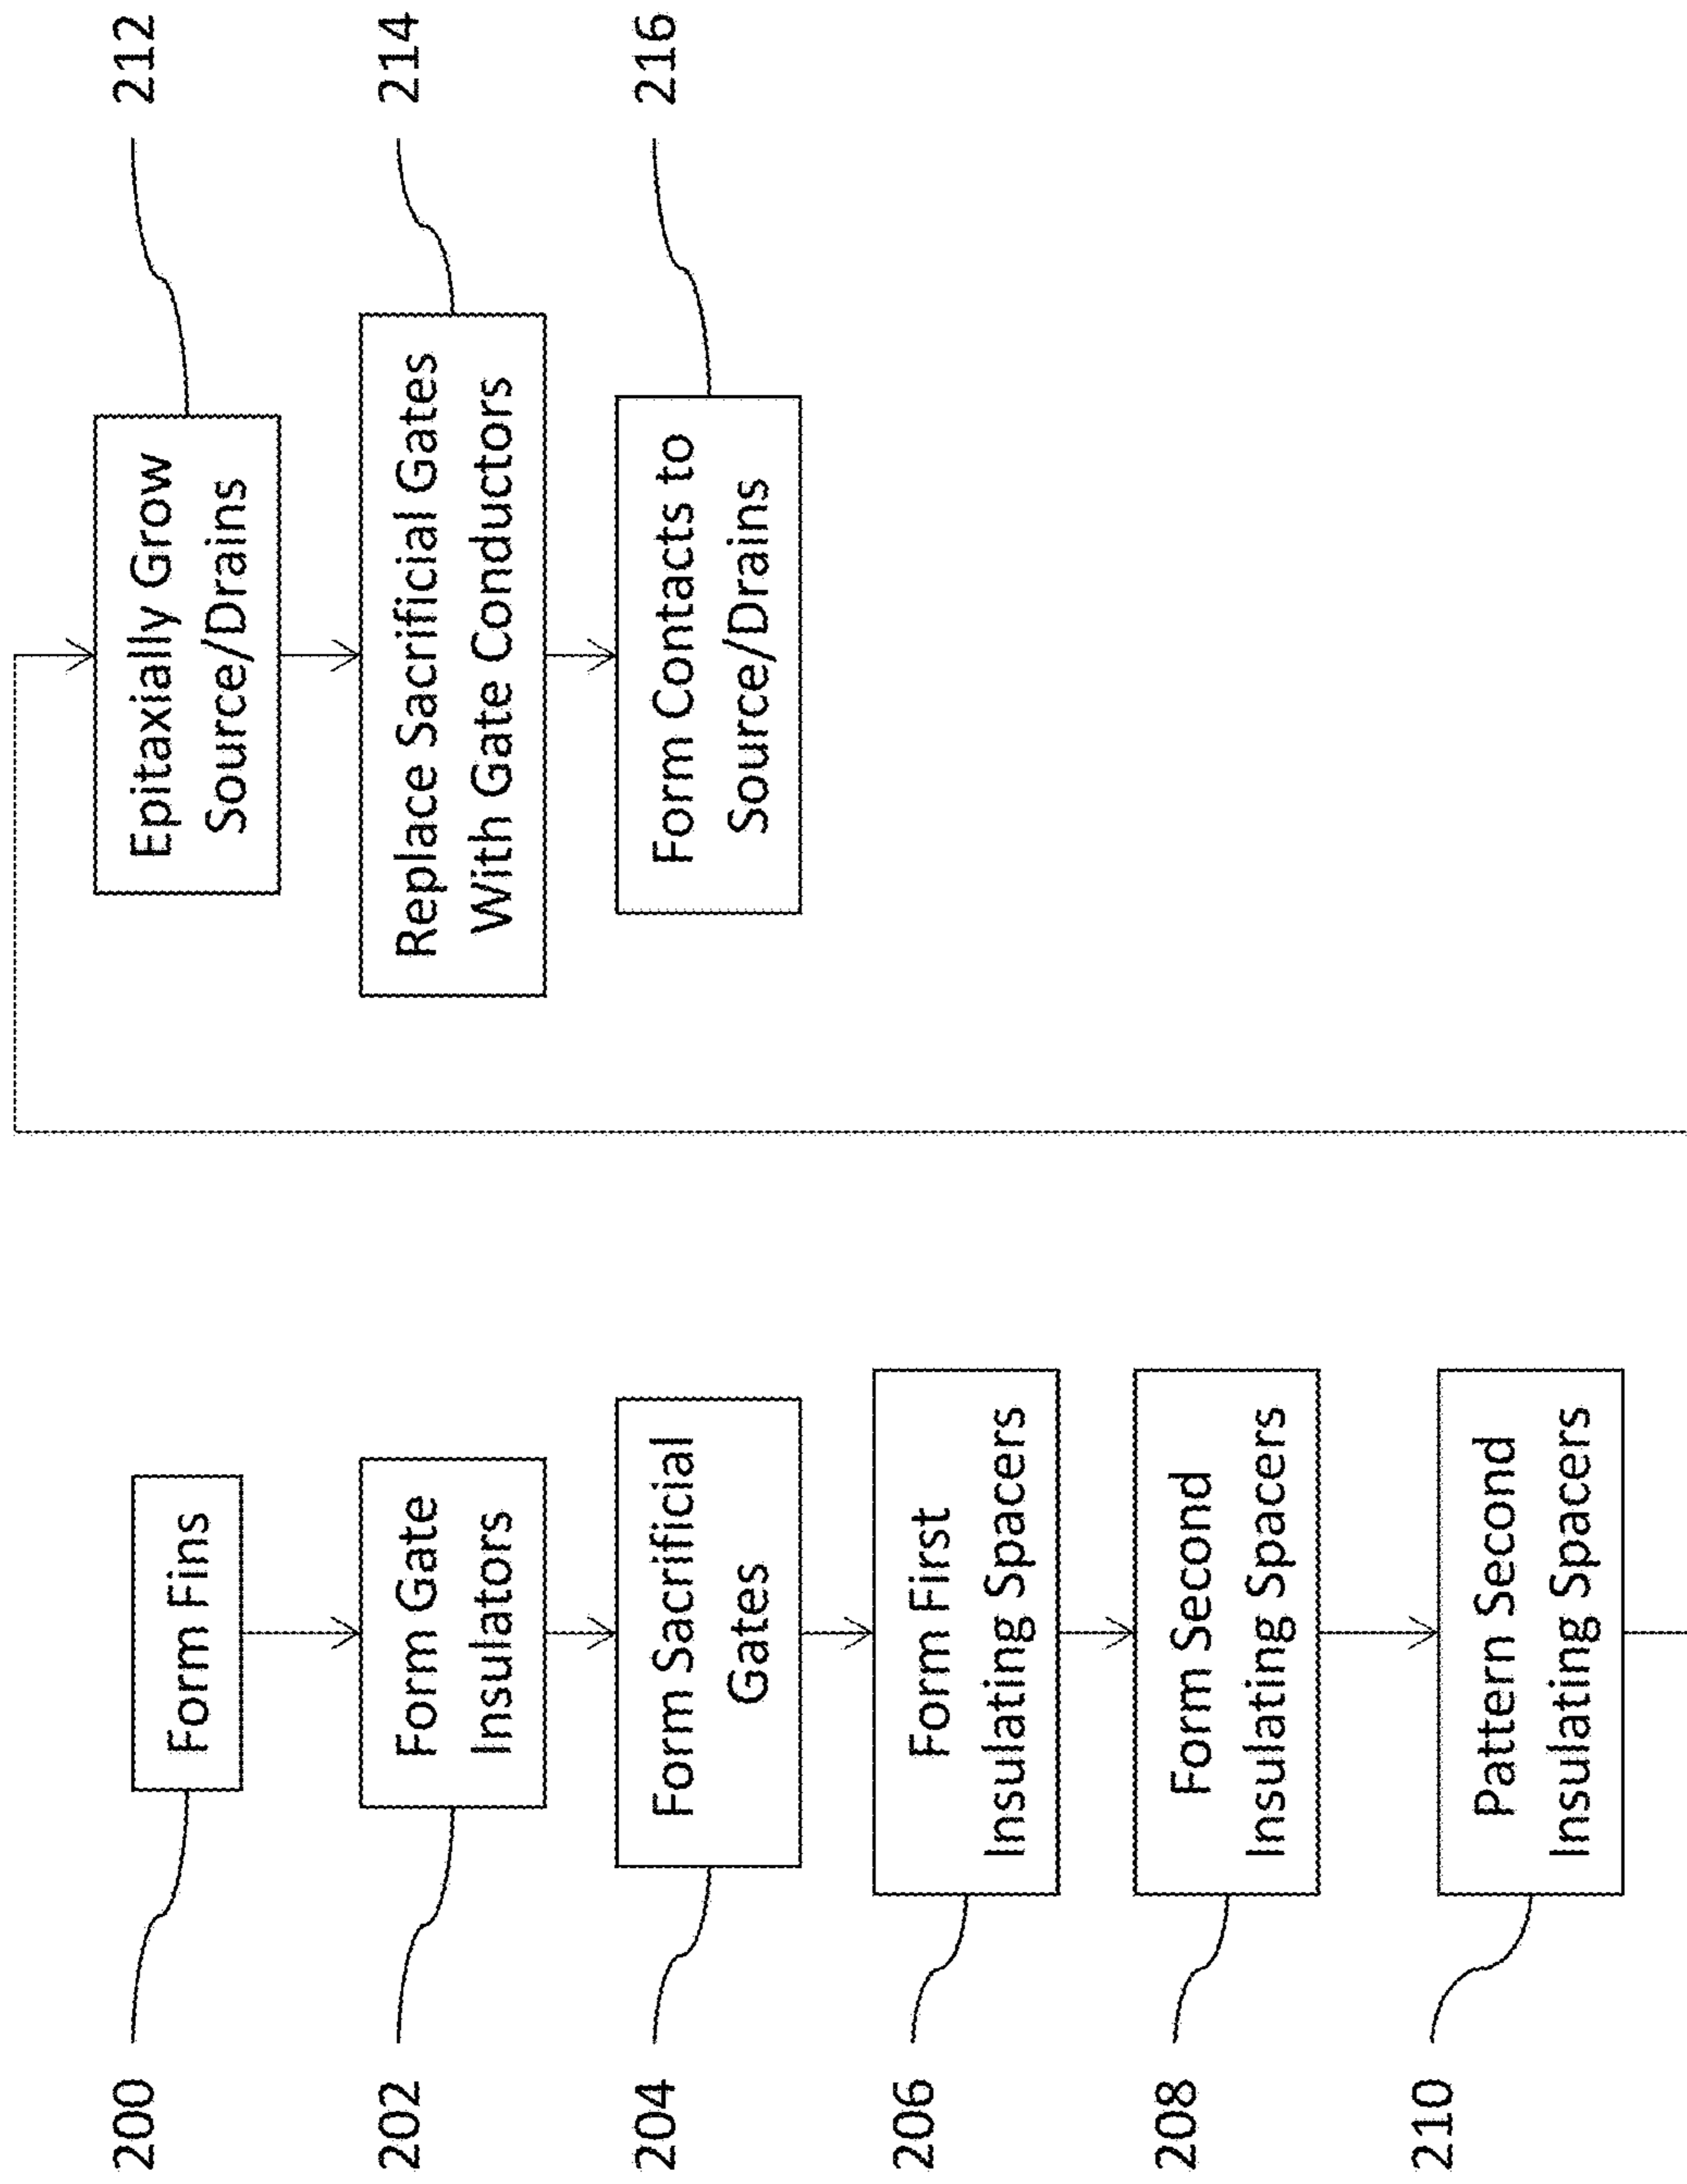 200
Form Fins
202
Form Gate
Insulators
204
Form Sacrificial
Gates
206
Form First
Insulating Spacers
208
Form Second
Insulating Spacers
210
Pattern Second
Insulating Spacers
Epitaxially Grow
Source/Drains
212
Replace Sacrificial Gates
With Gate Conductors
214
Form Contacts to
Source/Drains
216